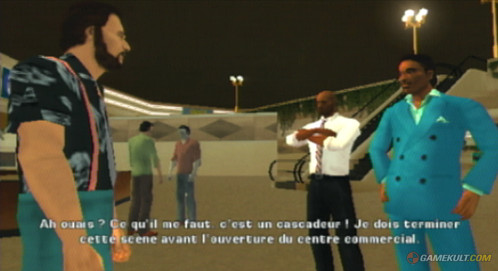 Ah ouais ? Ce qu'il me faut, c'est un cascadeur ! Je dois terminer
cette scène avant l'ouverture du centre commercial.
GAMEKULT.COM